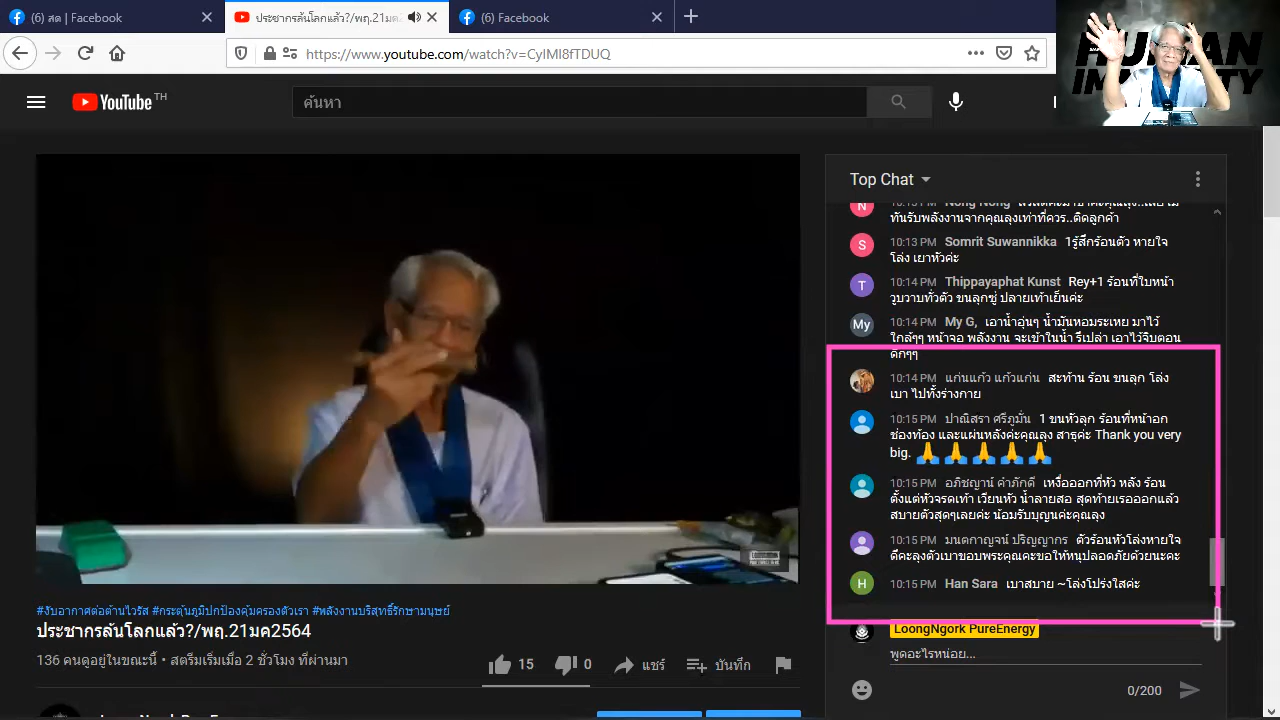 (6) สด | Facebook
ประชากรล้นโลกแล้ว?/พฤ.21มค
(6) Facebook
https://www.youtube.com/watch?v=CyIMI8fTDUQ
YouTube TH
ค้นหา
HUMAN
Top Chat
ทันรับพลังงานจากคุณลุงเท่าที่ควร..ติดลูกค้า
10:13 PM Somrit Suwannikka 1รู้สึกร้อนตัว หายใจ
โล่ง เยาหัวค่ะ
10:14 PM Thippayaphat Kunst Rey+1 ร้อนที่ใบหน้า
วูบวาบทั่วตัว ขนลุกซู่ ปลายเท้าเย็นค่ะ
10:14 PM My G, เอาน้ำอุ่นๆ น้ำมันหอมระเหย มาไว้
ใกล้ๆๆ หน้าจอ พลังงาน จะเข้าในน้ำ รึเปล่า เอาไว้จิบตอน
ดึกๆๆ
10:14 PM แก่นแก้ว แก้วแก่น สะท้าน ร้อน ขนลุก โล่ง
เบา ไปทั้งร่างกาย
10:15 PM ปาณิสรา ศรีภูมั่น 1 ขนหัวลุก ร้อนที่หน้าอก
ช่องท้อง และแผ่นหลังค่ะคุณลุง สาธุค่ะ Thank you very
big. 🙏🙏🙏🙏🙏
10:15 PM อภิชญาน์ คำภักดี เหงื่อออกที่หัว หลัง ร้อน
ตั้งแต่หัวจรดเท้า เวียนหัว น้ำลายสอ สุดท้ายเรอออกแล้ว
สบายตัวสุดๆเลยค่ะ น้อมรับบุญค่ะคุณลุง
10:15 PM มนตกาญจน์ ปริญญากร ตัวร้อนหัวโล่งหายใจ
ดีคะลุงตัวเบาขอบพระคุณคะขอให้หนูปลอดภัยด้วยนะคะ
10:15 PM Han Sara เบาสบาย ~โล่งโปร่งใสค่ะ
LoongNgork PureEnergy
พูดอะไรหน่อย...
0/200
#งับอากาศต่อต้านไวรัส #กระตุ้นภูมิปกป้องคุ้มครองตัวเรา #พลังงานบริสุทธิ์รักษามนุษย์
ประชากรล้นโลกแล้ว?/พฤ.21มค2564
136 คนดูอยู่ในขณะนี้ • สตรีมเริ่มเมื่อ 2 ชั่วโมง ที่ผ่านมา
15
0
แชร์
บันทึก